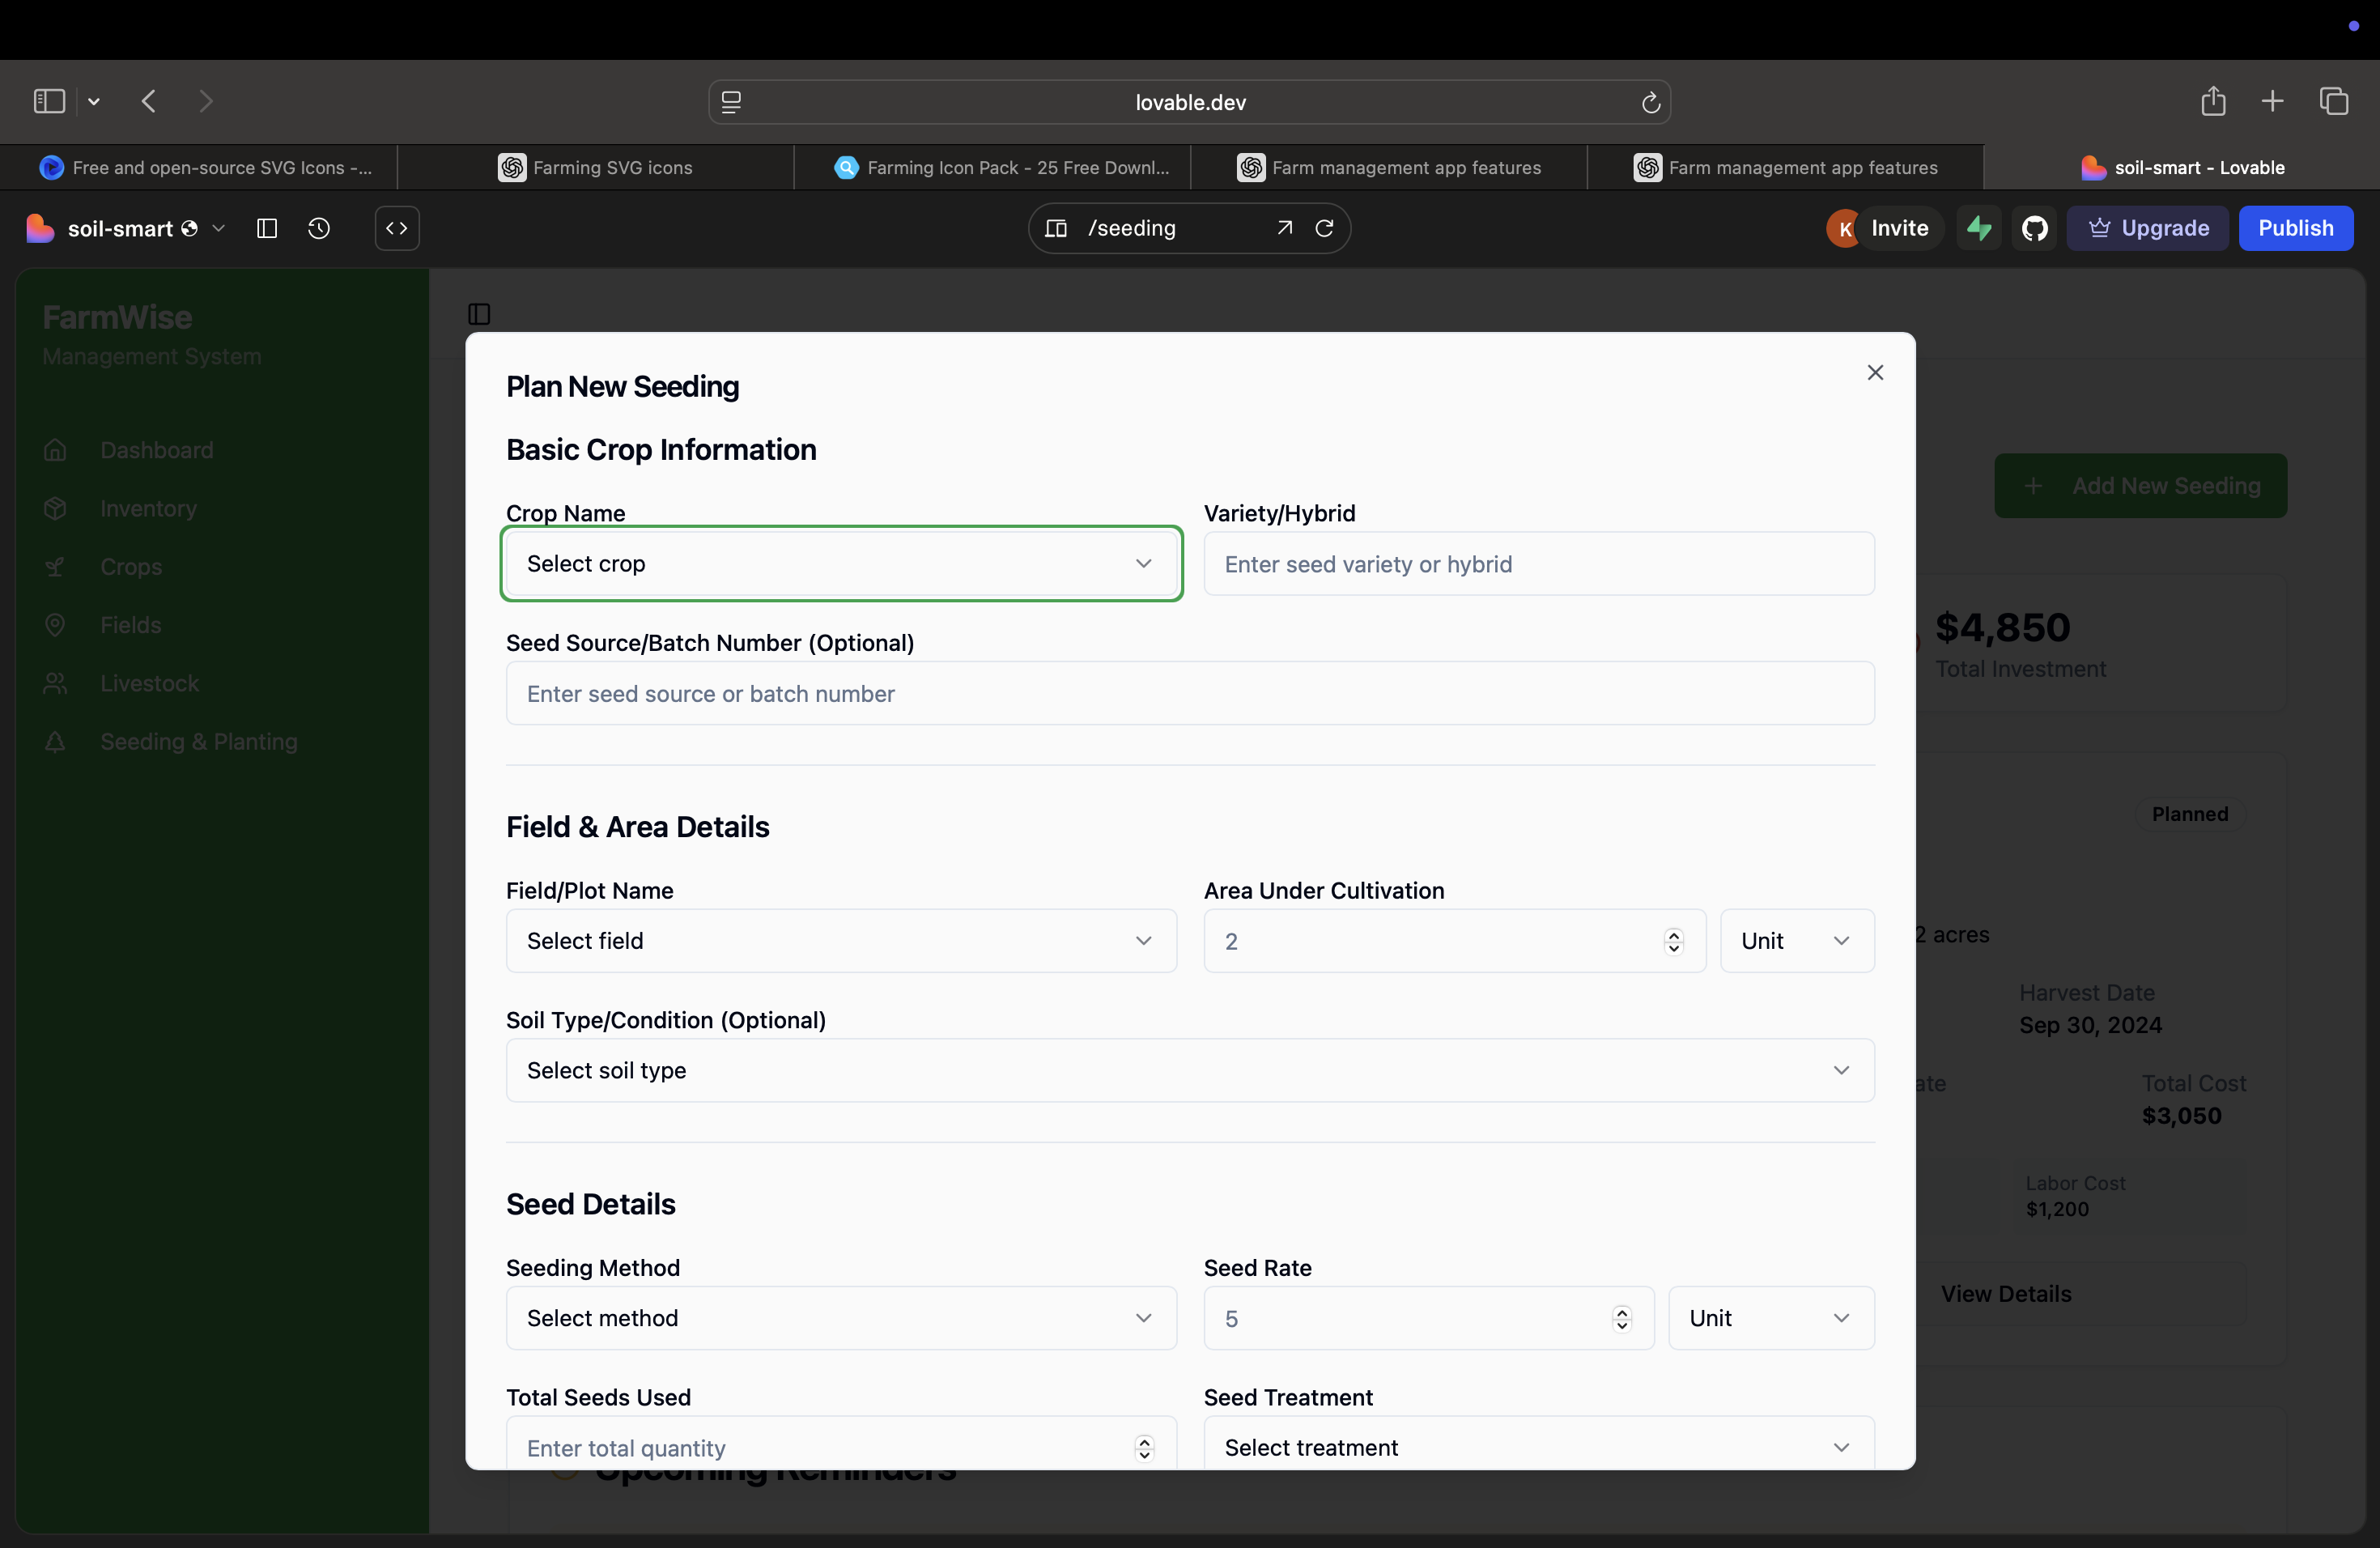 lovable.dev
Free and open-source SVG Icons -...
Farming SVG icons
Farming Icon Pack - 25 Free Downl...
Farm management app features
Farm management app features
soil-smart - Lovable
soil-smart
/seeding
K
Invite
Upgrade
Publish
FarmWise
Management System
Dashboard
Inventory
Crops
Fields
Livestock
Seeding & Planting
Plan New Seeding
Basic Crop Information
Crop Name
Variety/Hybrid
Select crop
Enter seed variety or hybrid
Seed Source/Batch Number (Optional)
Enter seed source or batch number
Field & Area Details
Field/Plot Name
Area Under Cultivation
Select field
2
Unit
Soil Type/Condition (Optional)
Select soil type
Seed Details
Seeding Method
Seed Rate
Select method
5
Unit
Total Seeds Used
Seed Treatment
Enter total quantity
Select treatment
Add New Seeding
$4,850
Total Investment
Planned
2 acres
Harvest Date
Sep 30, 2024
Total Cost
$3,050
Labor Cost
$1,200
View Details
Upcoming Reminders